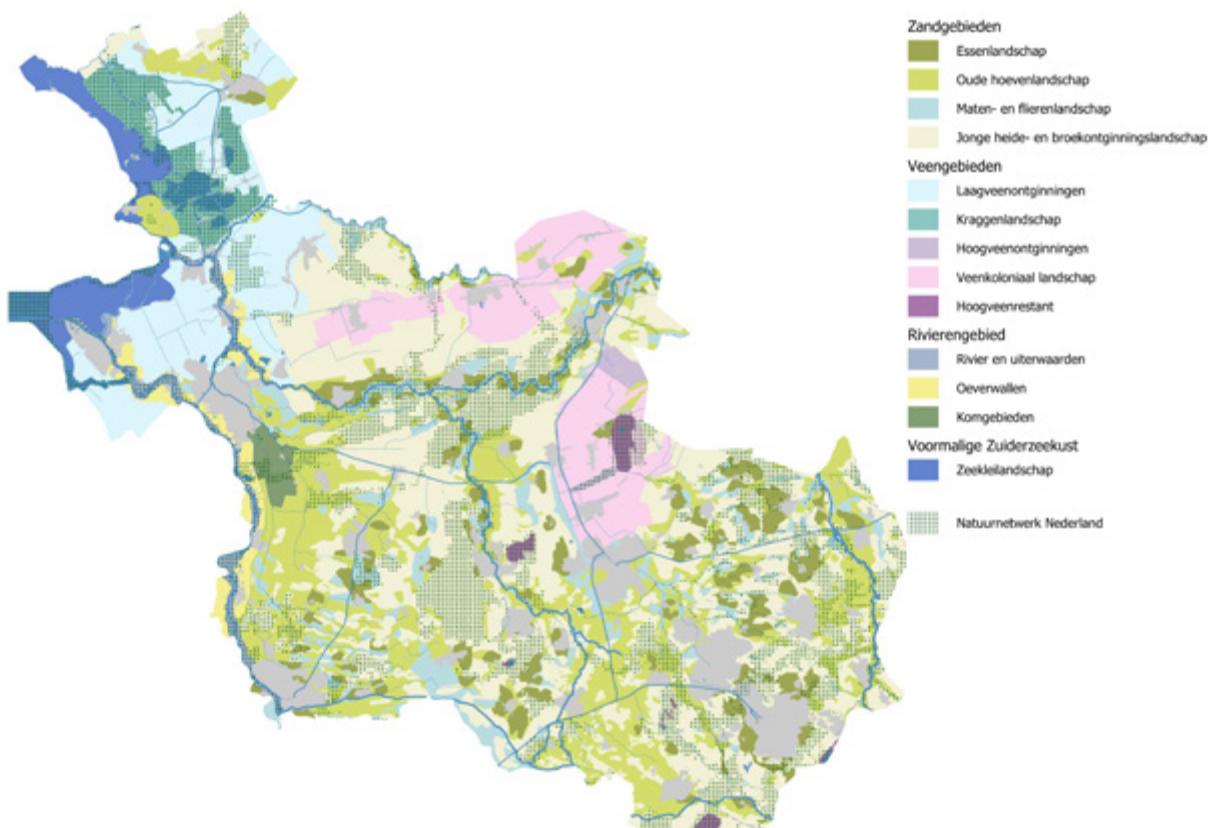 Zandgebieden
Essenlandschap
Oude hoevenlandschap
Maten- en flierenlandschap
Jonge heide- en broekontginningslandschap
Veengebieden
Laagveenontginningen
Kraggenlandschap
Hoogveenontginningen
Veenkoloniaal landschap
Hoogveenrestant
Rivierengebied
Rivier en uiterwaarden
Oeverwallen
Komgebieden
Voormalige Zuiderzeekust
Zeekleilandschap
Natuurnetwerk Nederland